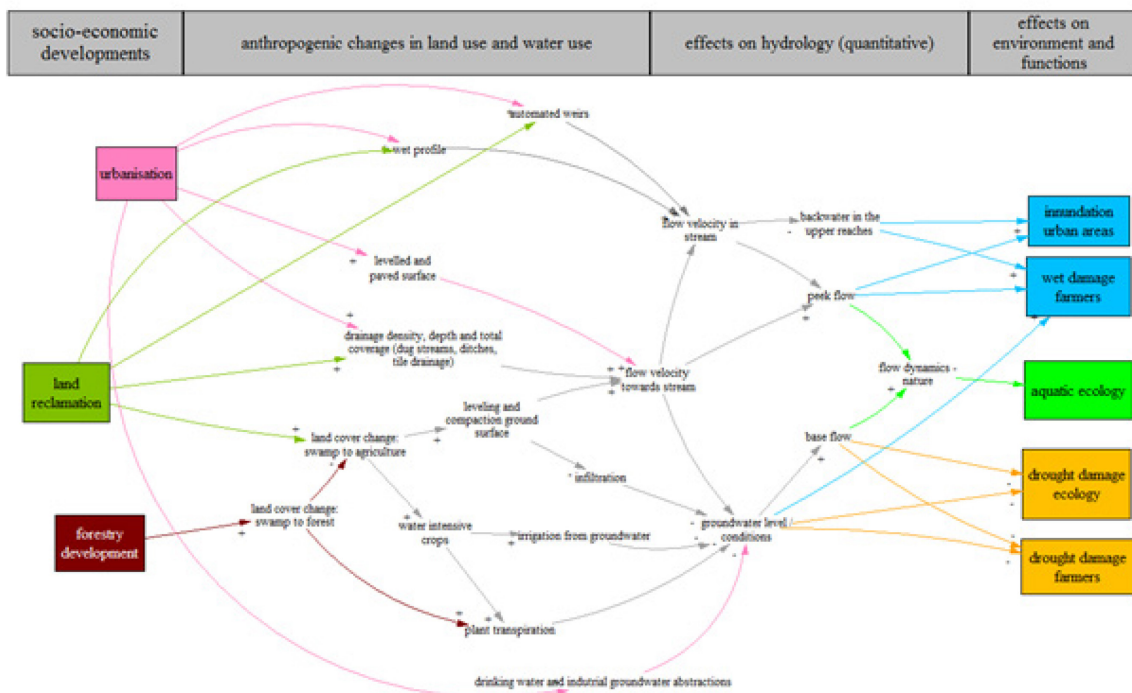 socio-economic
developments
anthropogenic changes in land use and water use
effects on hydrology (quantitative)
effects on
environment and
functions
automated weirs
wet profile
urbanisation
levelled and
paved surface
drainage density, depth and total
coverage (dug streams, ditches,
tile drainage)
land
reclamation
land cover change:
swamp to agriculture
leveling and
compaction ground
surface
infiltration
land cover change:
swamp to forest
forestry
development
water intensive
crops
irrigation from groundwater
plant transpiration
drinking water and indutrial groundwater abstractions
flow velocity in
stream
backwater in the
upper reaches
peek flow
flow velocity
towards stream
flow dynamics -
nature
base flow
groundwater level /
conditions
innundation
urban areas
wet damage
farmers
aquatic ecology
drought damage
ecology
drought damage
farmers